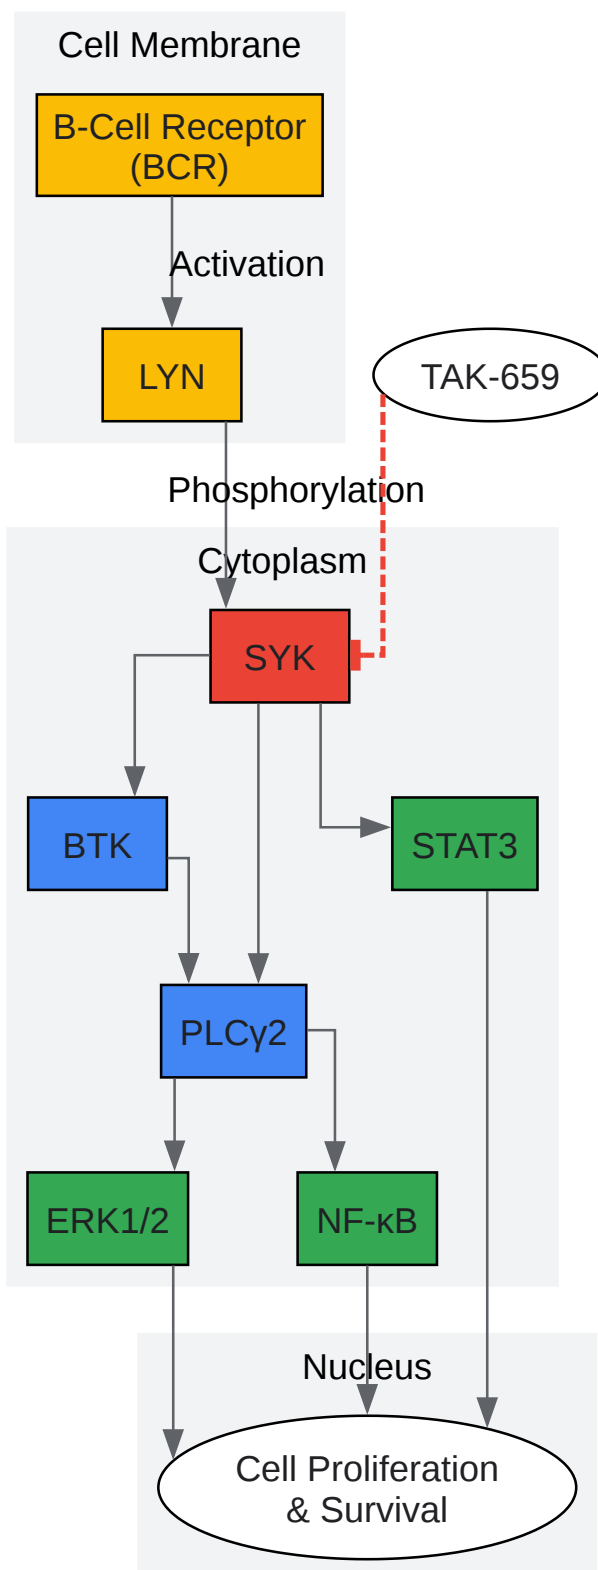 Cell Membrane
B-Cell Receptor
(BCR)
Activation
LYN
TAK-659
Phosphorylation
Cytoplasm
SYK
BTK
STAT3
PLCγ2
ERK1/2
NF-κB
Nucleus
Cell Proliferation
& Survival